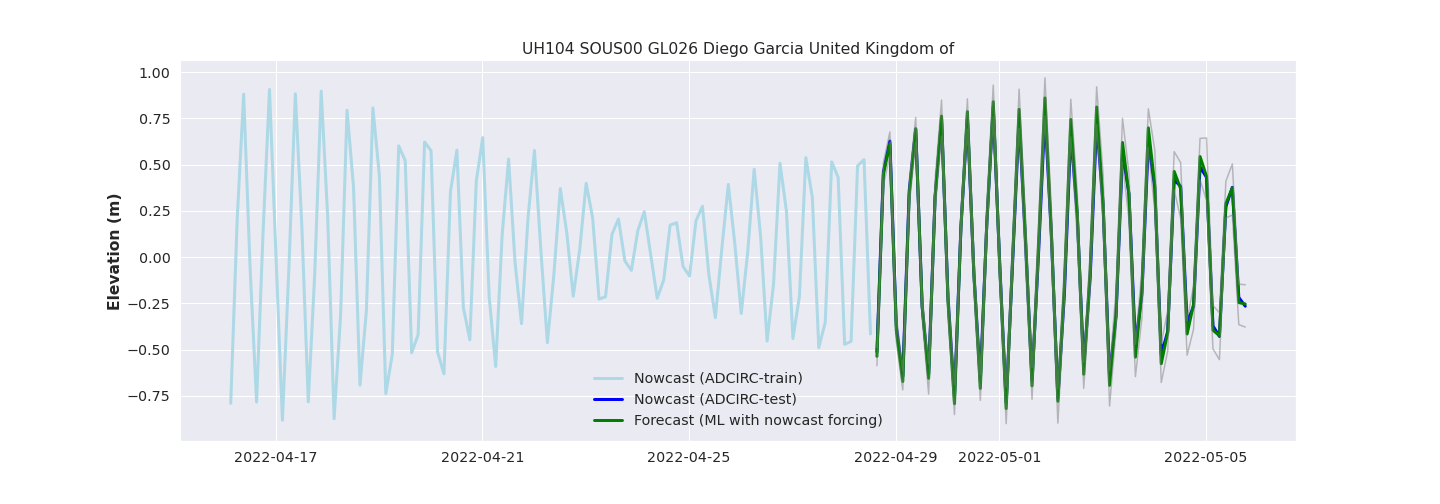 UH104 SOUS00 GL026 Diego Garcia United Kingdom of
1.00
0.75
0.50
0.25
0.00
−0.25
−0.50
−0.75
Elevation (m)
Nowcast (ADCIRC-train)
Nowcast (ADCIRC-test)
Forecast (ML with nowcast forcing)
2022-04-17 2022-04-21 2022-04-25 2022-04-29 2022-05-01 2022-05-05